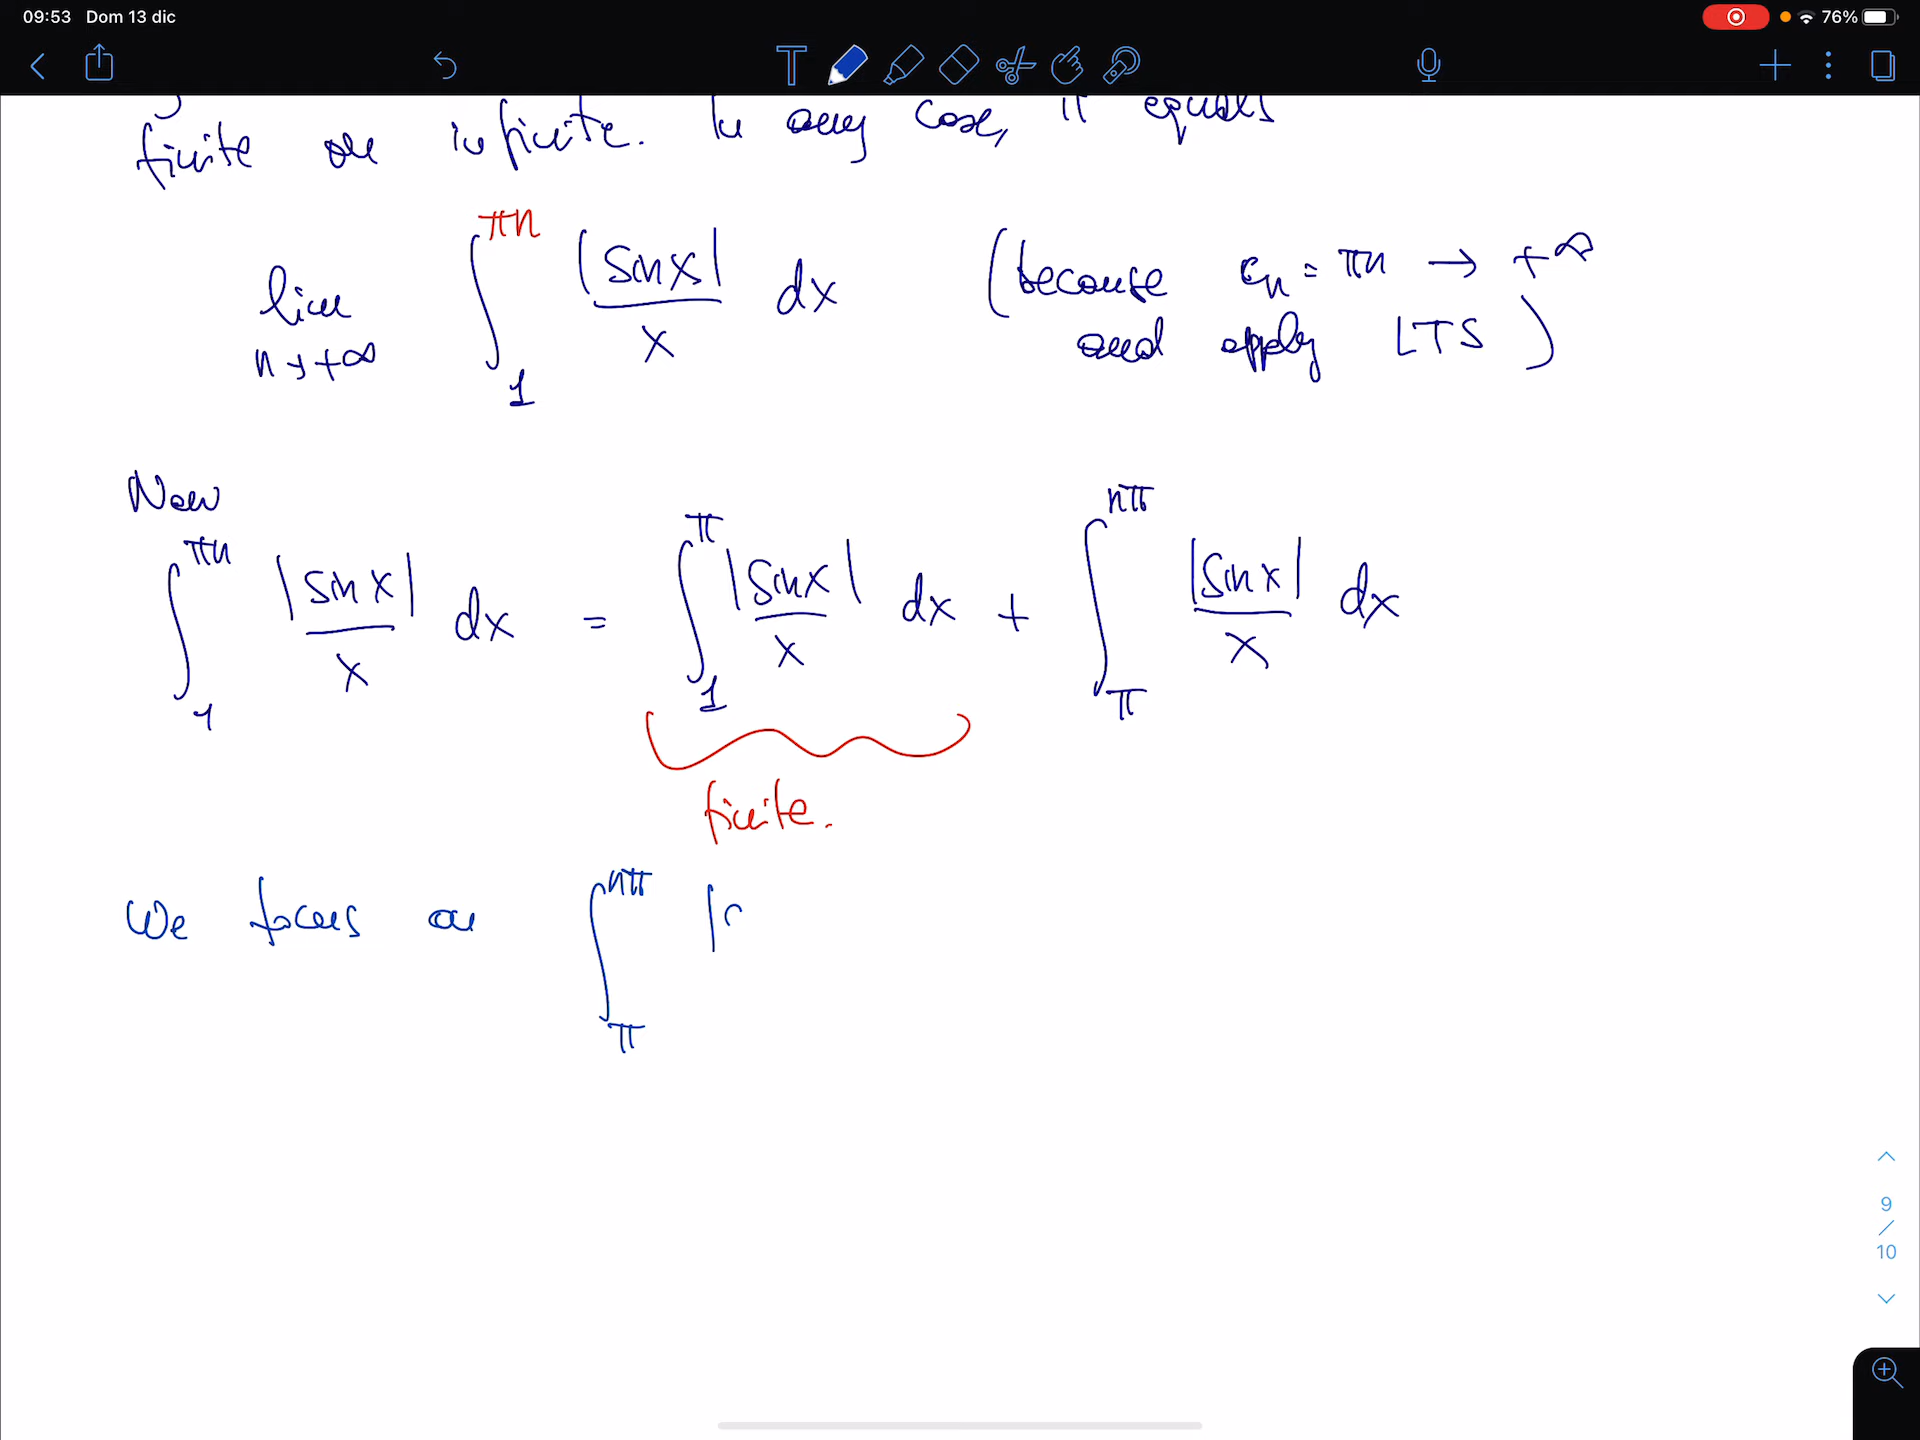 09:53 Dom 13 dic 76%
finite or infinite. In any case, it equals
lim n→+∞ ∫_1^{πn} |sin x|/x dx (because c_n = πn → +∞
and apply LTS)
Now
∫_1^{πn} |sin x|/x dx = ∫_1^π |sin x|/x dx + ∫_π^{nπ} |sin x|/x dx
finite.
We focus on ∫_π^{nπ} |
9
/
10